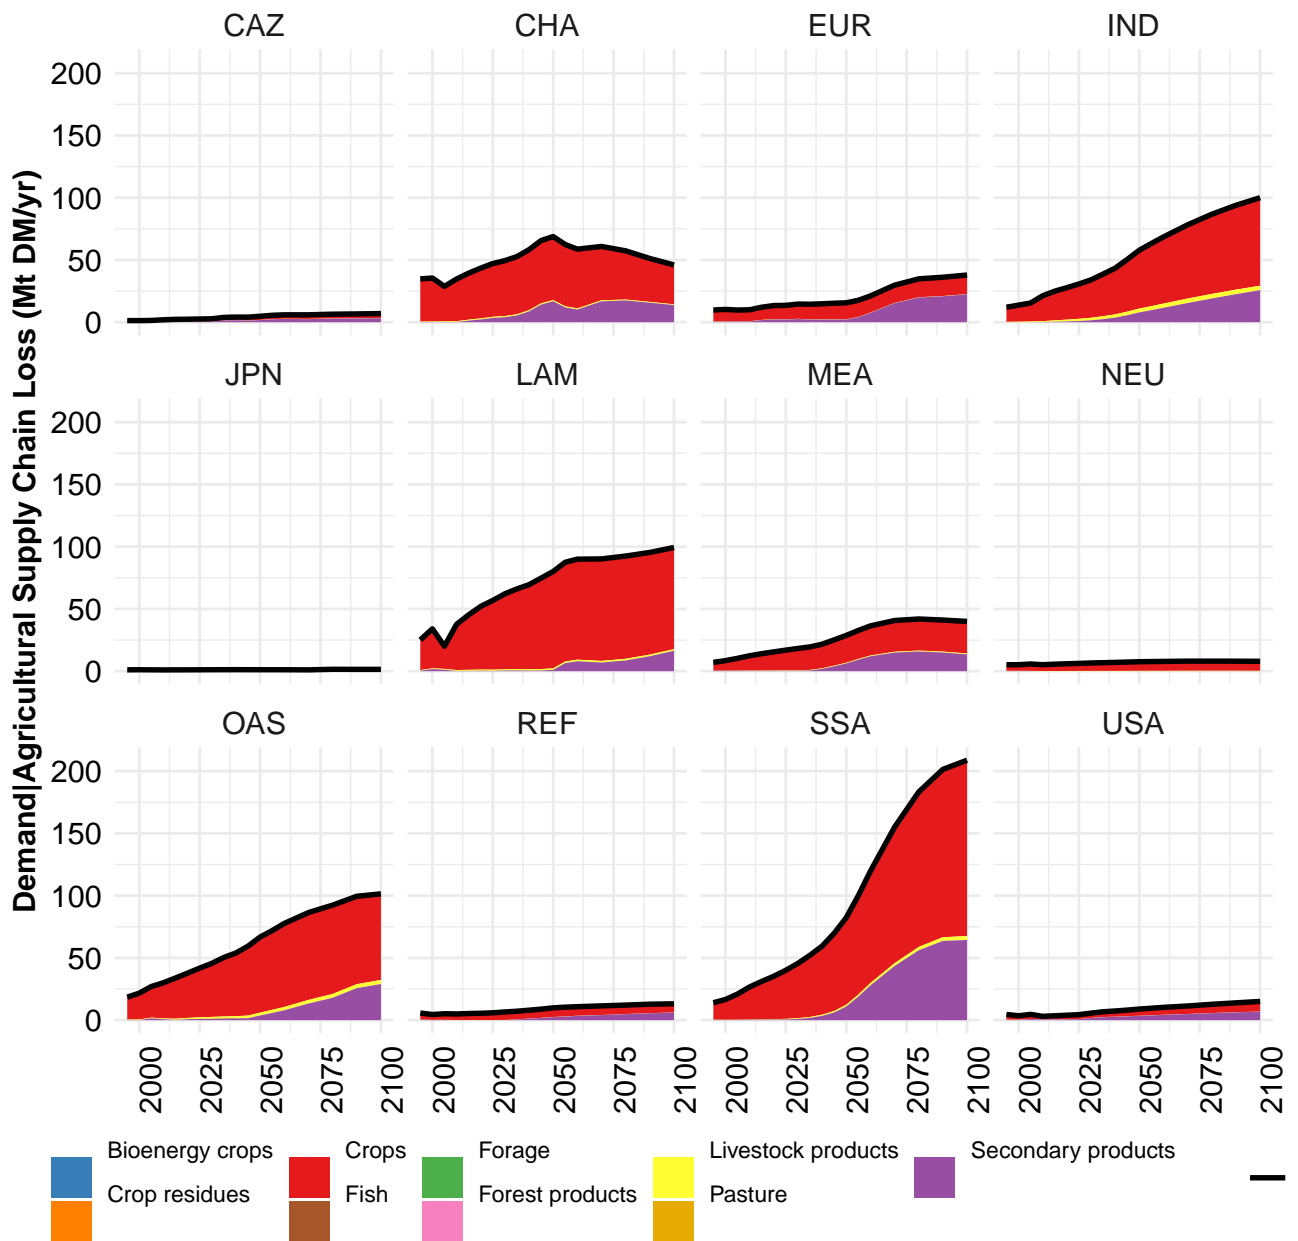 CAZ CHA EUR IND
200
150
100
50
0
JPN LAM MEA NEU
200
150
100
50
0
OAS REF SSA USA
200
150
100
50
0
Demand|Agricultural Supply Chain Loss (Mt DM/yr)
2000 2025 2050 2075 2100 2000 2025 2050 2075 2100 2000 2025 2050 2075 2100 2000 2025 2050 2075 2100
Bioenergy crops Crops Forage Livestock products Secondary products
Crop residues Fish Forest products Pasture